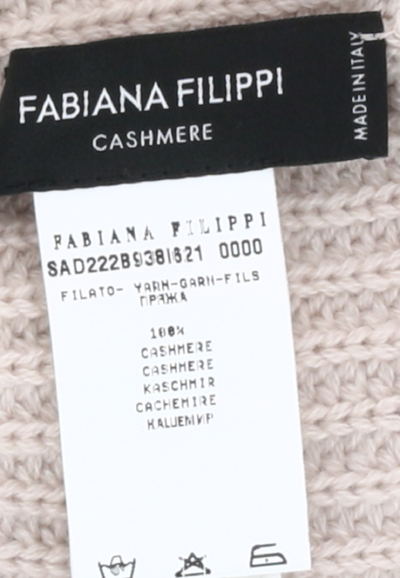 FABIANA FILIPPI
CASHMERE
MADE IN ITALY
FABIANA FILIPPI
SAD222B938I621 0000
FILATO- YARN-GARN-FILS
ПРЯЖА
100%
CASHMERE
CASHMERE
KASCHMIR
CACHEMIRE
КАШЕМИР